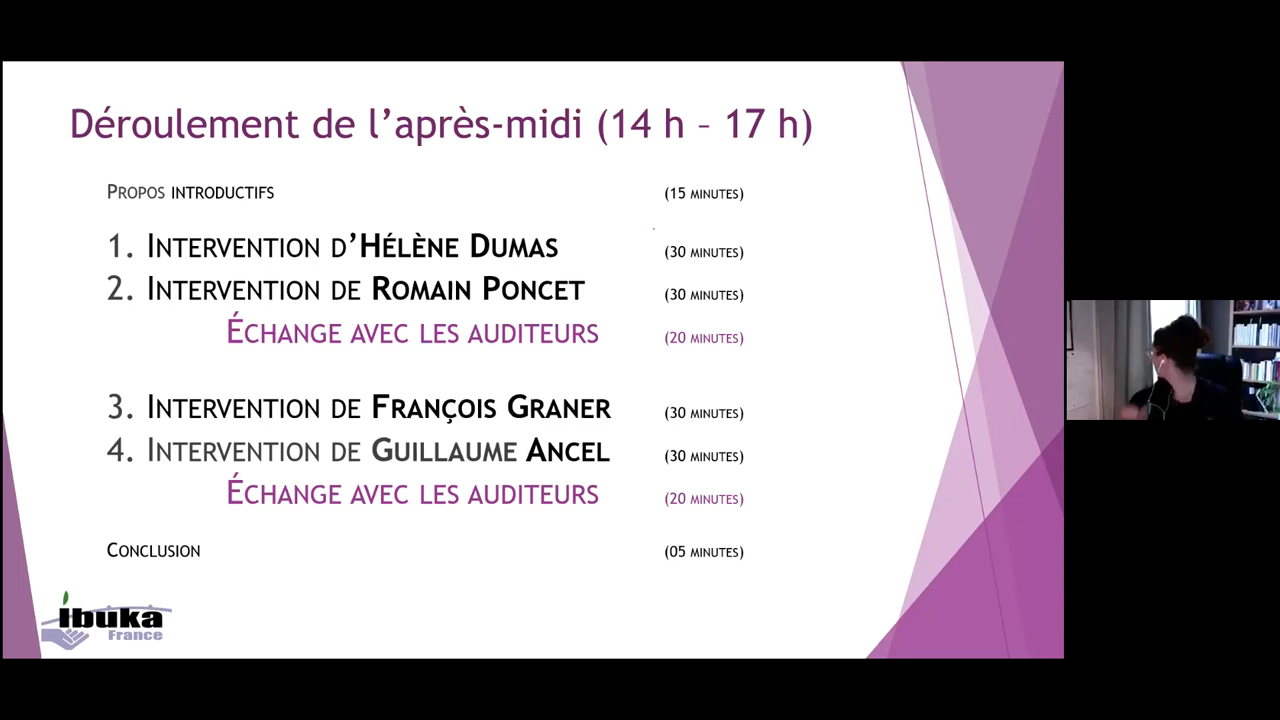 Déroulement de l'après-midi (14 h – 17 h)
Propos introductifs (15 minutes)
1. Intervention d'Hélène Dumas (30 minutes)
2. Intervention de Romain Poncet (30 minutes)
Échange avec les auditeurs (20 minutes)
3. Intervention de François Graner (30 minutes)
4. Intervention de Guillaume Ancel (30 minutes)
Échange avec les auditeurs (20 minutes)
Conclusion (05 minutes)
ibuka
France